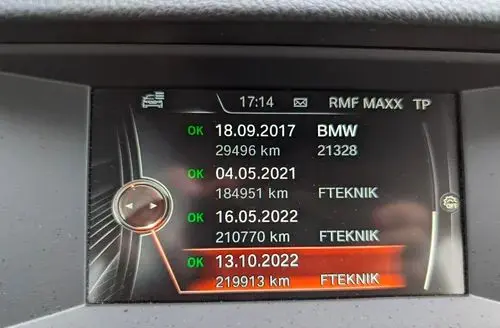 17:14 RMF MAXX TP
OK 18.09.2017 BMW
29496 km 21328
OK 04.05.2021
184951 km FTEKNIK
OK 16.05.2022
210770 km FTEKNIK
OK 13.10.2022
219913 km FTEKNIK
OFF